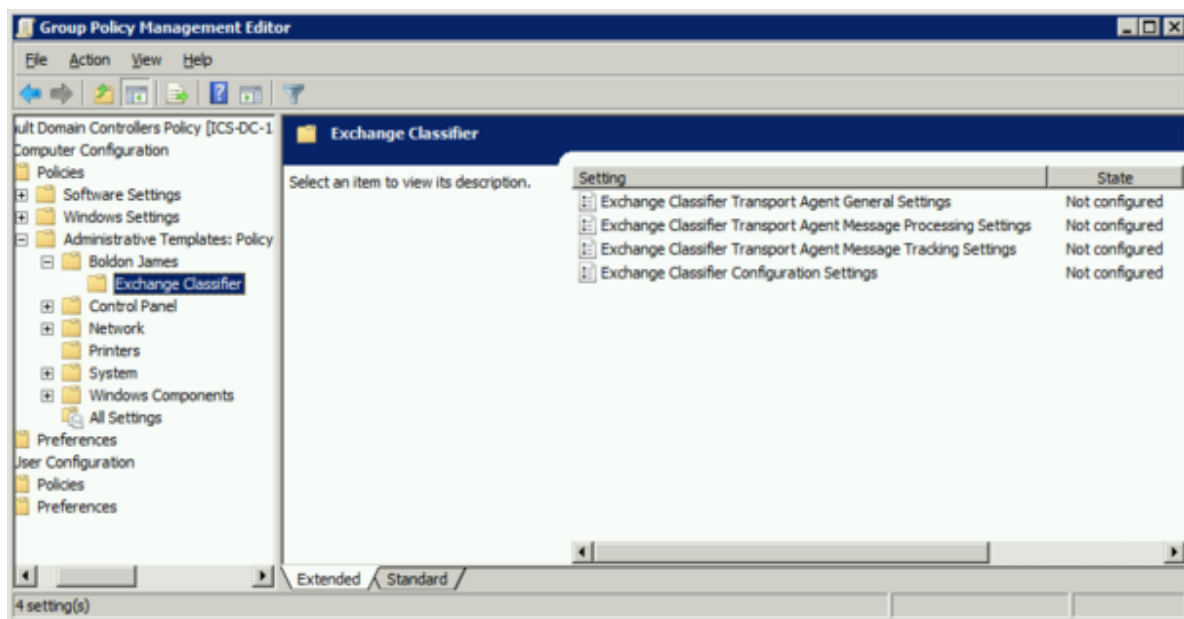 Group Policy Management Editor
File Action View Help
ult Domain Controllers Policy [ICS-DC-1
Computer Configuration
Policies
Software Settings
Windows Settings
Administrative Templates: Policy
Boldon James
Exchange Classifier
Control Panel
Network
Printers
System
Windows Components
All Settings
Preferences
User Configuration
Policies
Preferences
Exchange Classifier
Select an item to view its description.
Setting State
Exchange Classifier Transport Agent General Settings Not configured
Exchange Classifier Transport Agent Message Processing Settings Not configured
Exchange Classifier Transport Agent Message Tracking Settings Not configured
Exchange Classifier Configuration Settings Not configured
Extended Standard
4 setting(s)